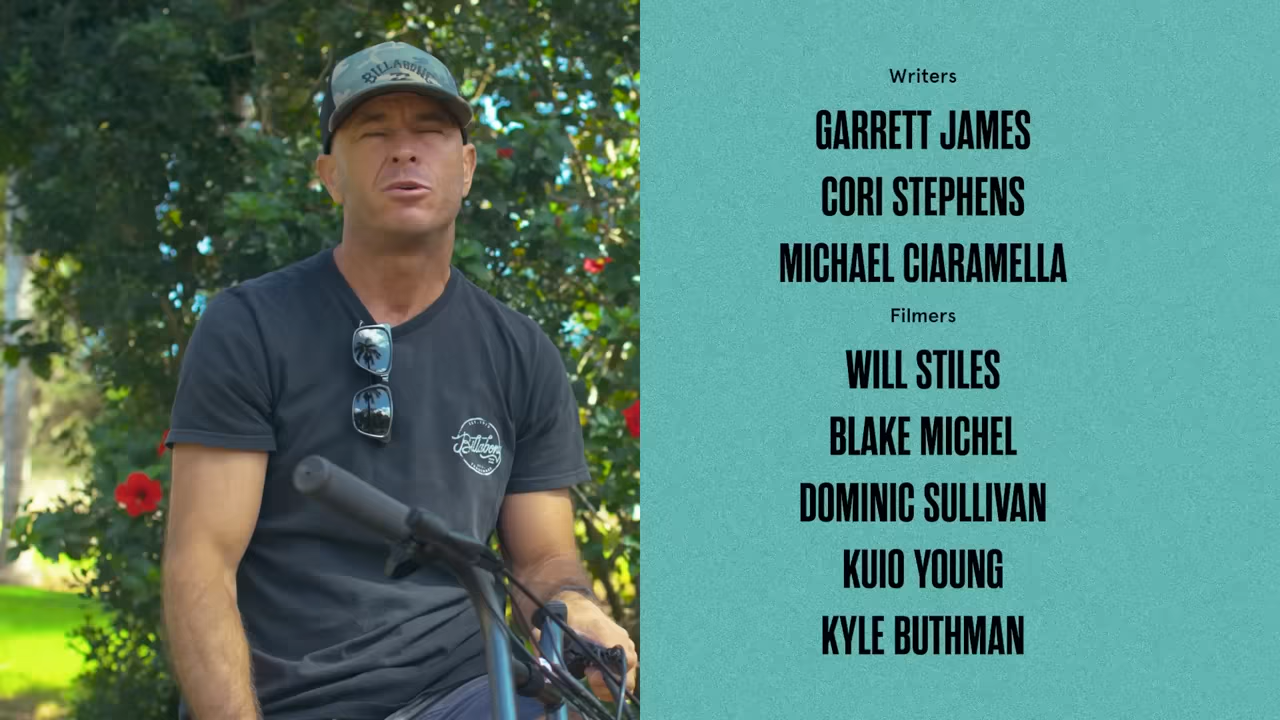 BILLABONG
Billabong
Writers
GARRETT JAMES
CORI STEPHENS
MICHAEL CIARAMELLA
Filmers
WILL STILES
BLAKE MICHEL
DOMINIC SULLIVAN
KUIO YOUNG
KYLE BUTHMAN